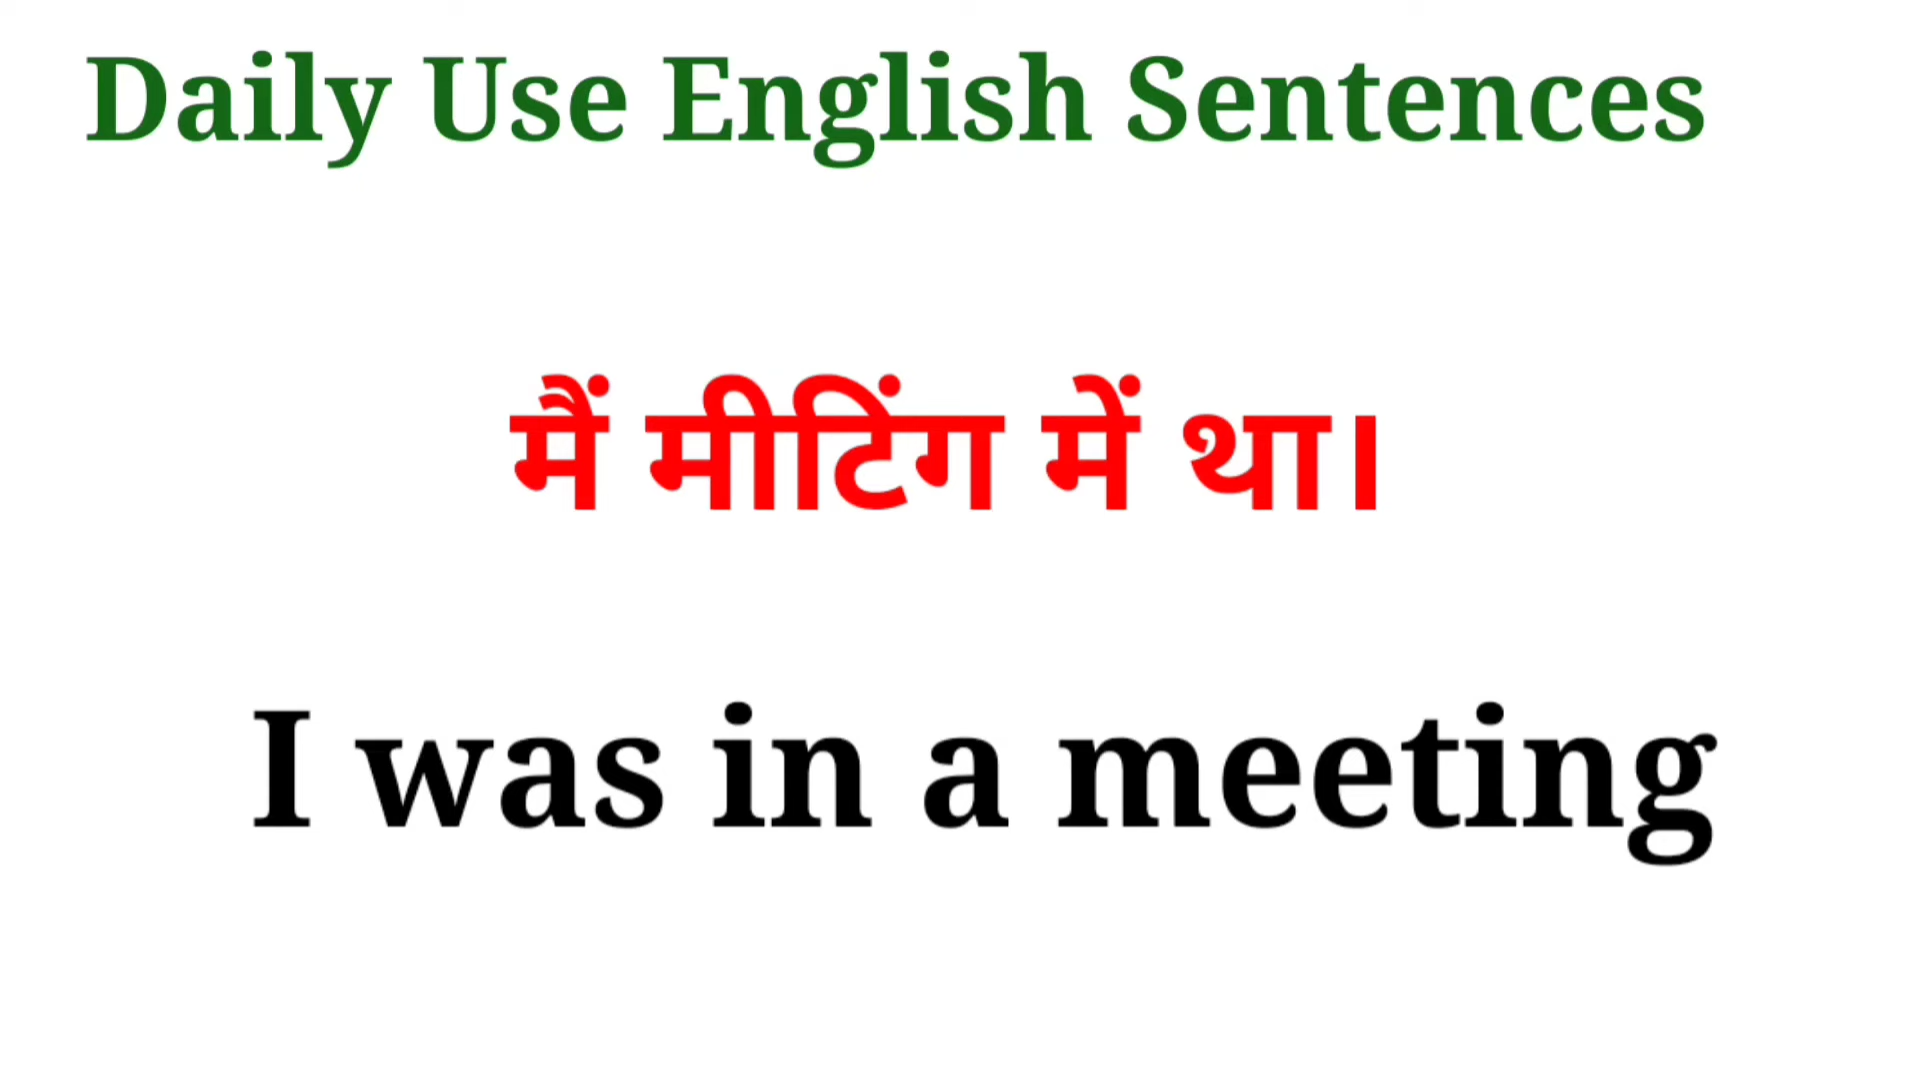 Daily Use English Sentences
मैं मीटिंग में था।
I was in a meeting